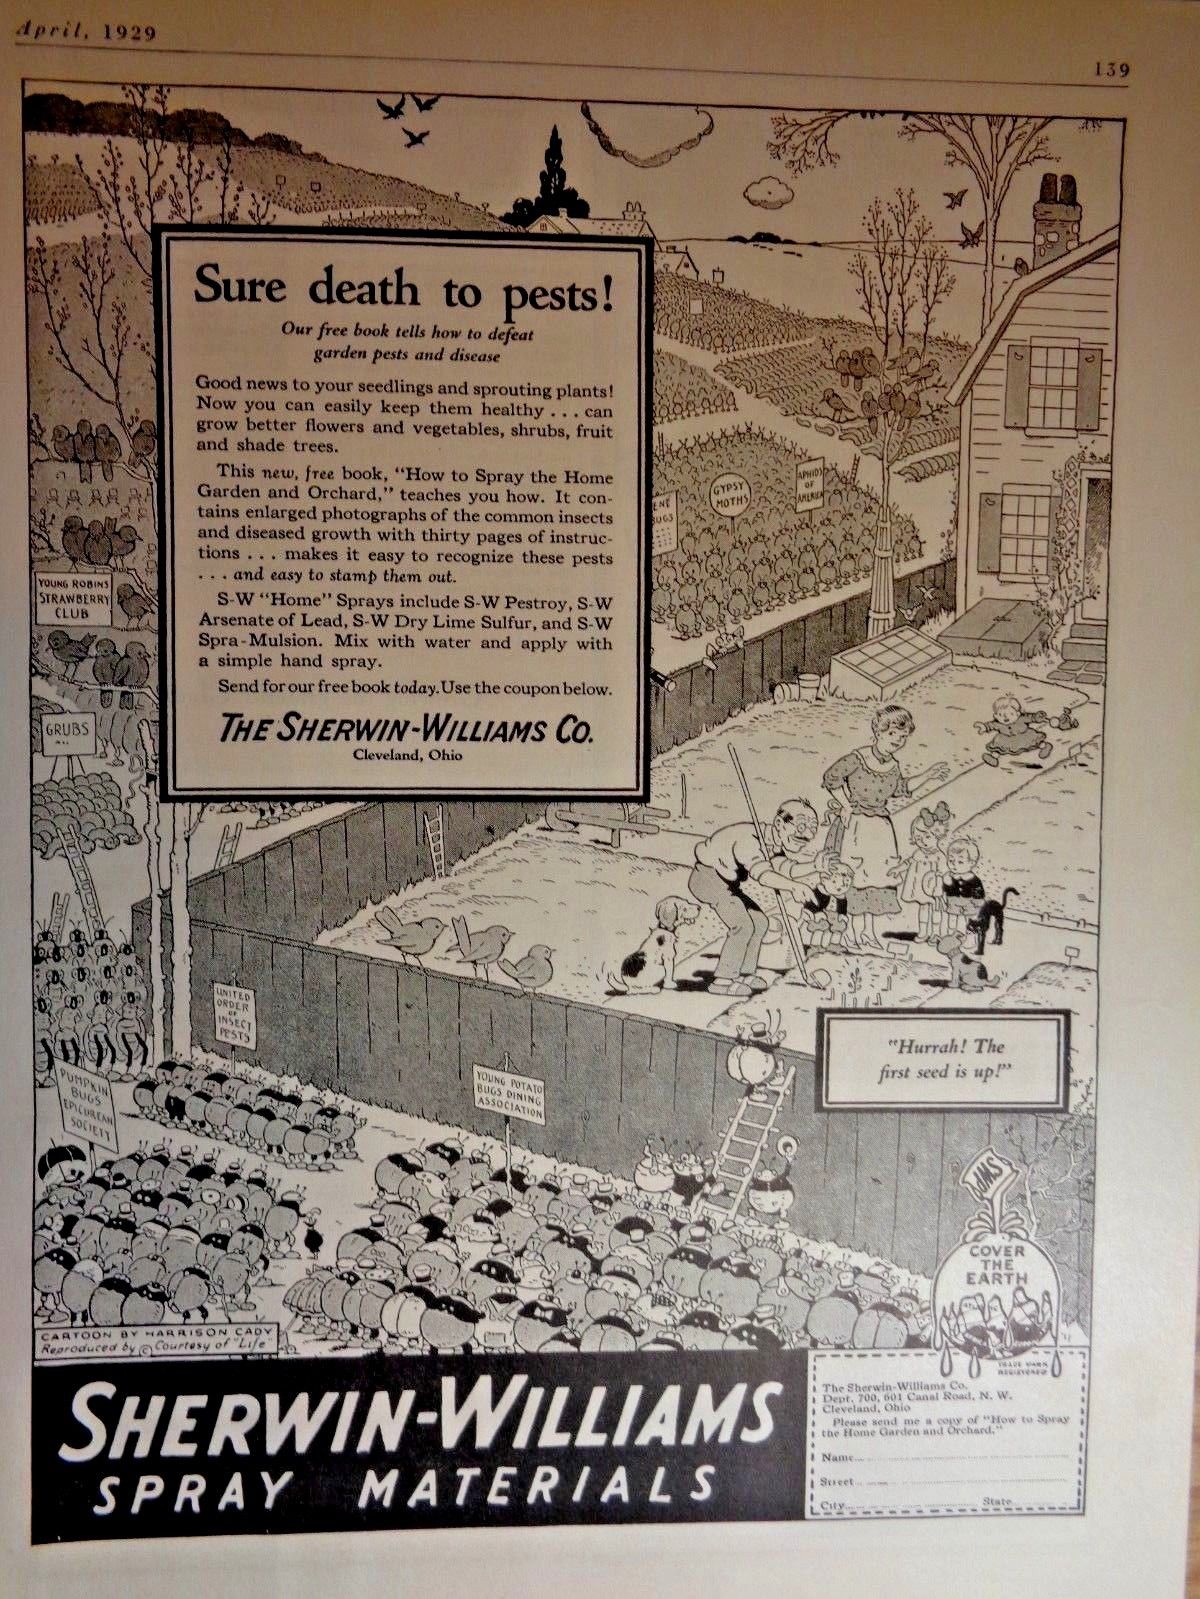 April, 1929
139
Sure death to pests!
Our free book tells how to defeat
garden pests and disease
Good news to your seedlings and sprouting plants!
Now you can easily keep them healthy . . . can
grow better flowers and vegetables, shrubs, fruit
and shade trees.
This new, free book, “How to Spray the Home
Garden and Orchard,” teaches you how. It con-
tains enlarged photographs of the common insects
and diseased growth with thirty pages of instruc-
tions . . . makes it easy to recognize these pests
. . . and easy to stamp them out.
S-W “Home” Sprays include S-W Pestroy, S-W
Arsenate of Lead, S-W Dry Lime Sulfur, and S-W
Spra-Mulsion. Mix with water and apply with
a simple hand spray.
Send for our free book today. Use the coupon below.
THE SHERWIN-WILLIAMS CO.
Cleveland, Ohio
GYPSY
MOTHS
APHIDS
OF
AMERICA
YOUNG ROBINS
STRAWBERRY
CLUB
GRUBS
UNITED
ORDER
OF
INSECT
PESTS
PUMPKIN
BUGS
EPICUREAN
SOCIETY
YOUNG POTATO
BUGS DINING
ASSOCIATION
"Hurrah! The
first seed is up!"
SWP
COVER
THE
EARTH
TRADE MARK
REGISTERED
CARTOON BY HARRISON CADY
Reproduced by © Courtesy of "Life"
SHERWIN-WILLIAMS
SPRAY MATERIALS
The Sherwin-Williams Co.
Dept. 700, 601 Canal Road, N. W.
Cleveland, Ohio
Please send me a copy of “How to Spray
the Home Garden and Orchard.”
Name
Street
City State